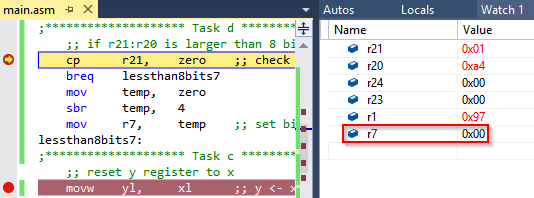 main.asm
;******************* Task d *********
;; if r21:r20 is larger than 8 bi
cp r21, zero ;; check
breq lessthan8bits7
mov temp, zero
sbr temp, 4
mov r7, temp ;; set bi
lessthan8bits7:
;******************* Task c *********
;; reset y register to x
movw yl, xl ;; y <- x
Autos Locals Watch 1
Name Value
r21 0x01
r20 0xa4
r24 0x00
r23 0x00
r1 0x97
r7 0x00